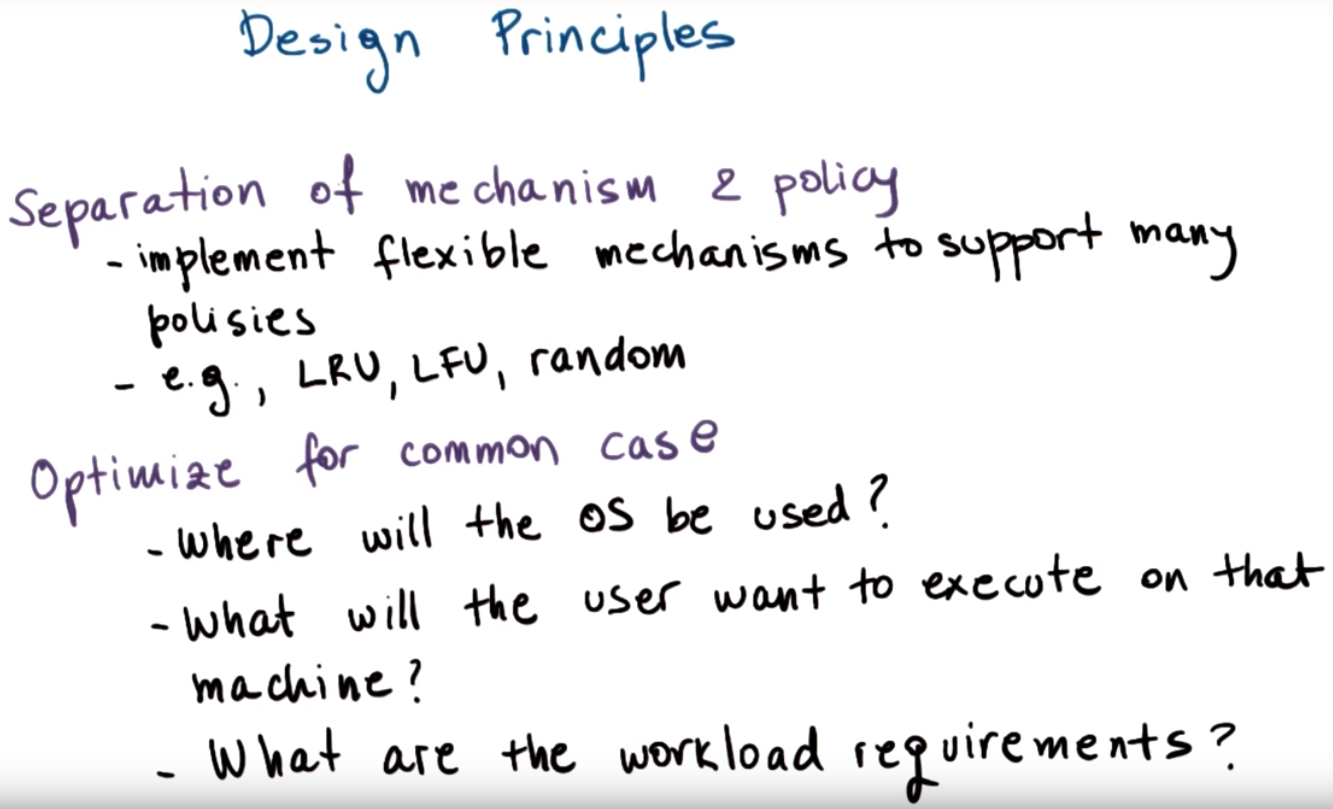 Design Principles
Separation of mechanism & policy
- implement flexible mechanisms to support many
polisies
- e.g., LRU, LFU, random
Optimize for common case
- Where will the OS be used?
- What will the user want to execute on that
machine?
- What are the workload requirements?